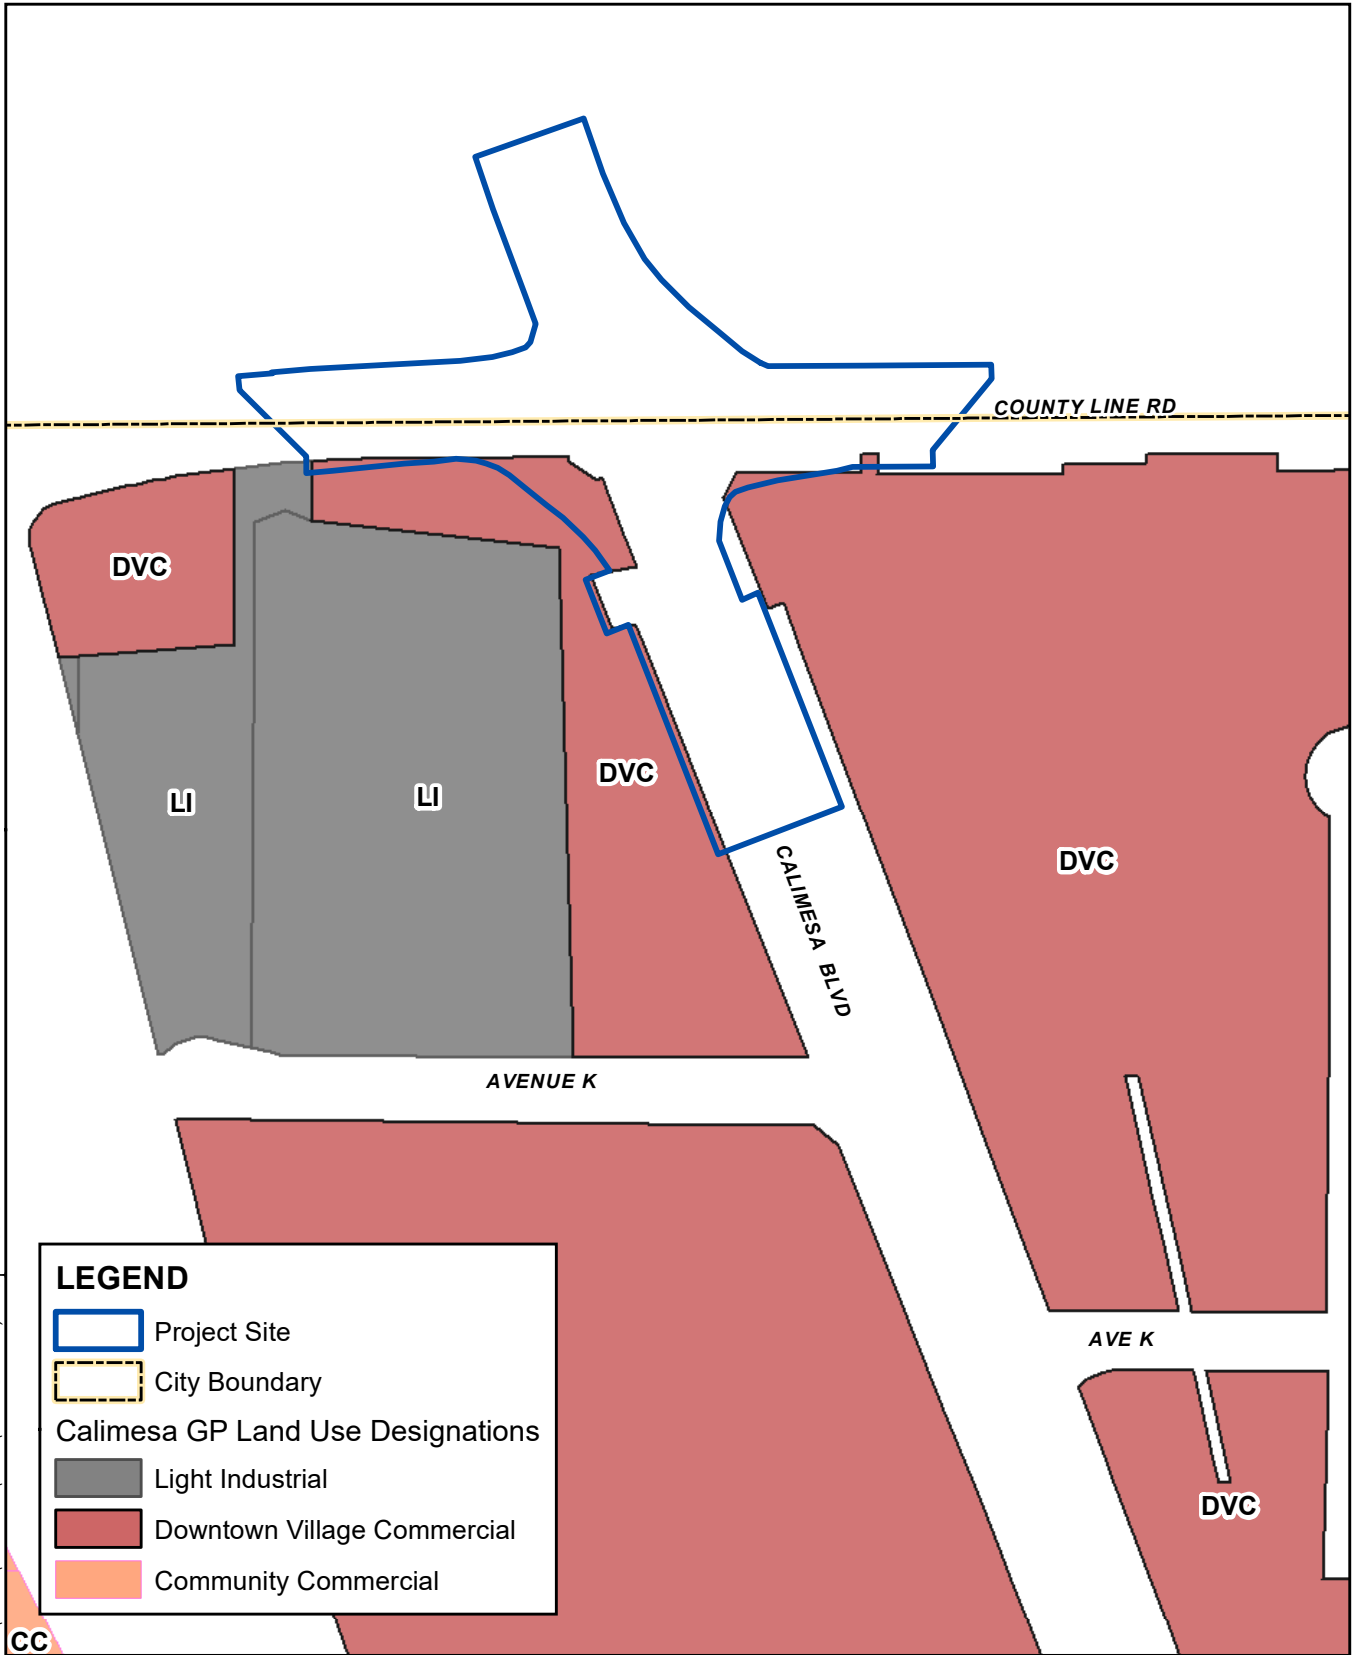 COUNTY LINE RD
DVC
LI
LI
DVC
DVC
CALIMESA BLVD
AVENUE K
AVE K
DVC
LEGEND
Project Site
City Boundary
Calimesa GP Land Use Designations
Light Industrial
Downtown Village Commercial
Community Commercial
CC